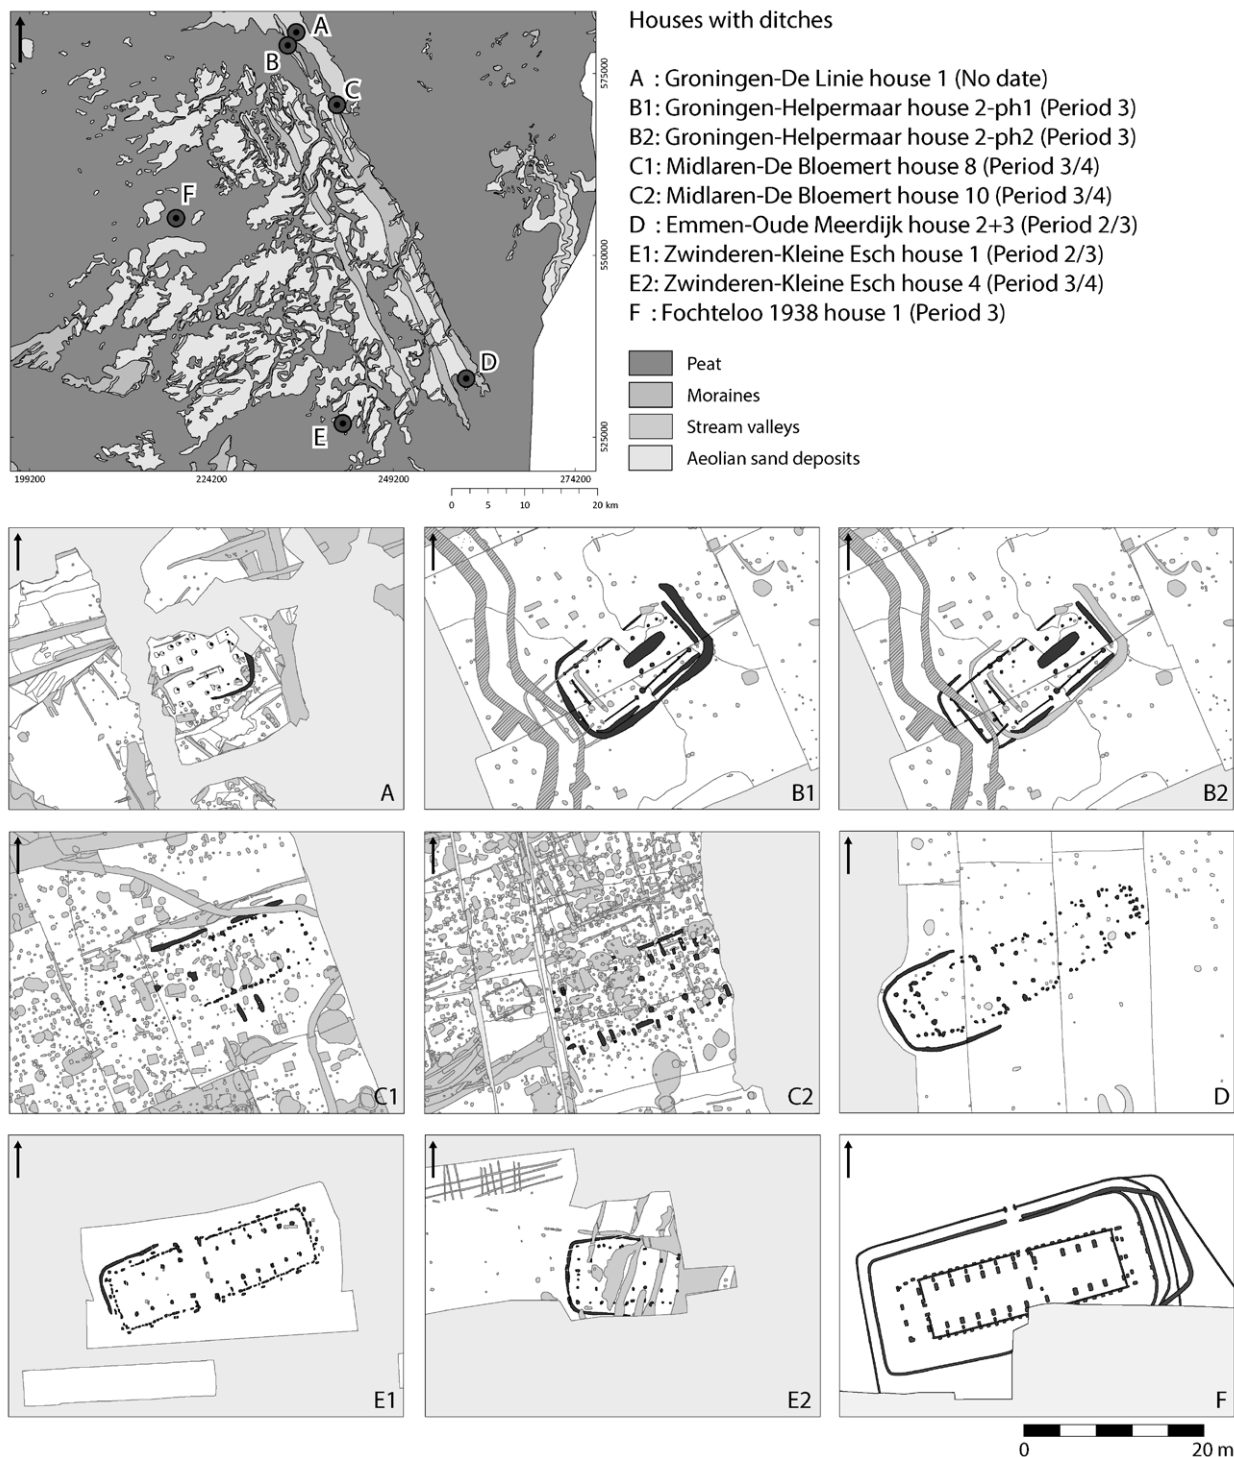 Houses with ditches
A : Groningen-De Linie house 1 (No date)
B1: Groningen-Helpermaar house 2-ph1 (Period 3)
B2: Groningen-Helpermaar house 2-ph2 (Period 3)
C1: Midlaren-De Bloemert house 8 (Period 3/4)
C2: Midlaren-De Bloemert house 10 (Period 3/4)
D : Emmen-Oude Meerdijk house 2+3 (Period 2/3)
E1: Zwinderen-Kleine Esch house 1 (Period 2/3)
E2: Zwinderen-Kleine Esch house 4 (Period 3/4)
F : Fochteloo 1938 house 1 (Period 3)
Peat
Moraines
Stream valleys
Aeolian sand deposits
A
B
C
F
D
E
575000
550000
525000
199200
224200
249200
274200
0 5 10 20 km
A
B1
B2
C1
C2
D
E1
E2
F
0 20 m